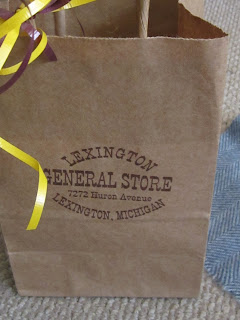 LEXINGTON
GENERAL STORE
7272 Huron Avenue
LEXINGTON, MICHIGAN